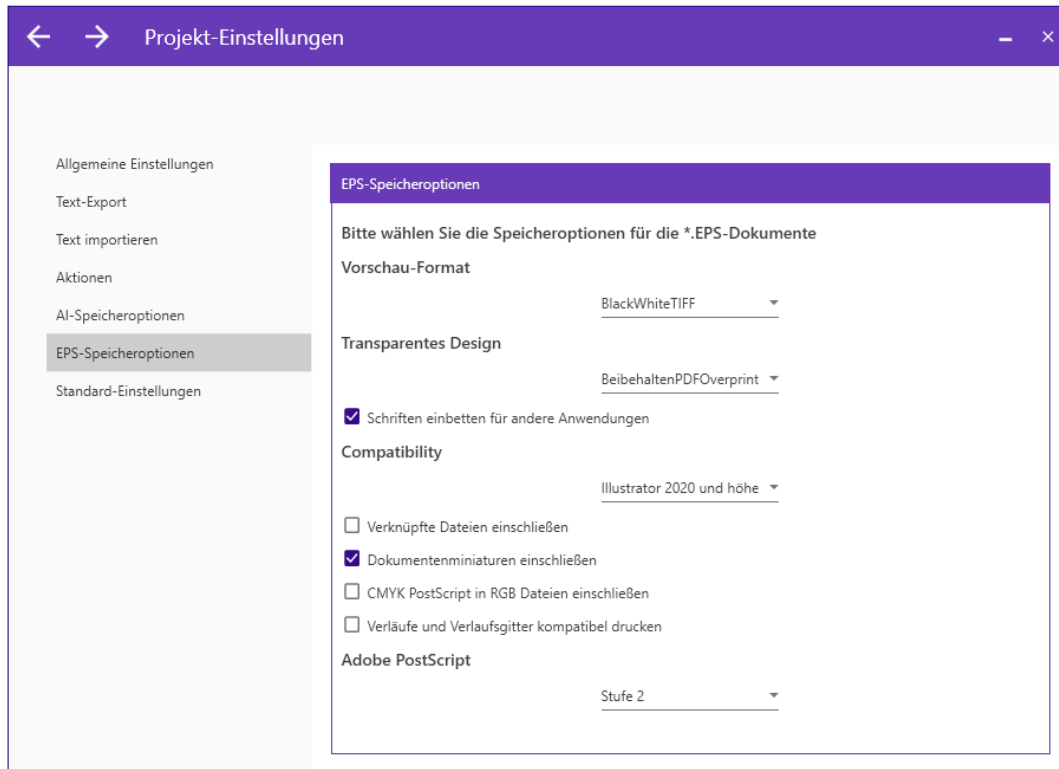 Projekt-Einstellungen
Allgemeine Einstellungen
Text-Export
Text importieren
Aktionen
AI-Speicheroptionen
EPS-Speicheroptionen
Standard-Einstellungen
EPS-Speicheroptionen
Bitte wählen Sie die Speicheroptionen für die *.EPS-Dokumente
Vorschau-Format
BlackWhiteTIFF
Transparentes Design
BeibehaltenPDFOverprint
Schriften einbetten für andere Anwendungen
Compatibility
Illustrator 2020 und höhe
Verknüpfte Dateien einschließen
Dokumentenminiaturen einschließen
CMYK PostScript in RGB Dateien einschließen
Verläufe und Verlaufsgitter kompatibel drucken
Adobe PostScript
Stufe 2